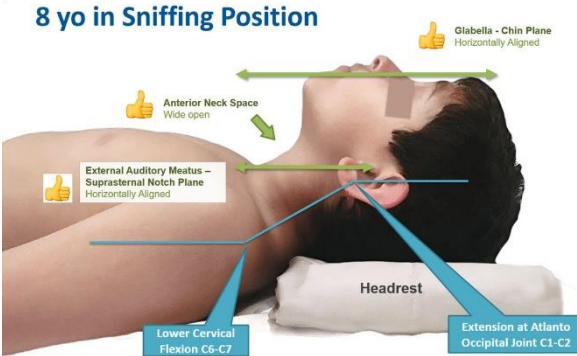 8 yo in Sniffing Position
Glabella - Chin Plane
Horizontally Aligned
Anterior Neck Space
Wide open
External Auditory Meatus –
Suprasternal Notch Plane
Horizontally Aligned
Headrest
Lower Cervical
Flexion C6-C7
Extension at Atlanto
Occipital Joint C1-C2